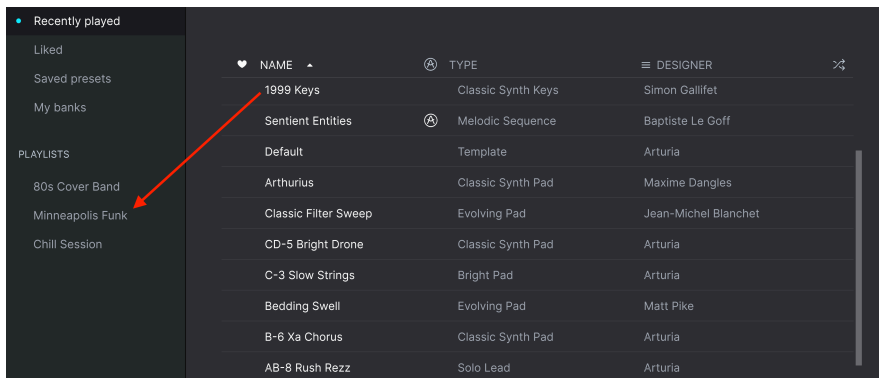 Recently played
Liked
Saved presets
My banks
PLAYLISTS
80s Cover Band
Minneapolis Funk
Chill Session
NAME TYPE DESIGNER
1999 Keys Classic Synth Keys Simon Gallifet
Sentient Entities Melodic Sequence Baptiste Le Goff
Default Template Arturia
Arthurius Classic Synth Pad Maxime Dangles
Classic Filter Sweep Evolving Pad Jean-Michel Blanchet
CD-5 Bright Drone Classic Synth Pad Arturia
C-3 Slow Strings Bright Pad Arturia
Bedding Swell Evolving Pad Matt Pike
B-6 Xa Chorus Classic Synth Pad Arturia
AB-8 Rush Rezz Solo Lead Arturia